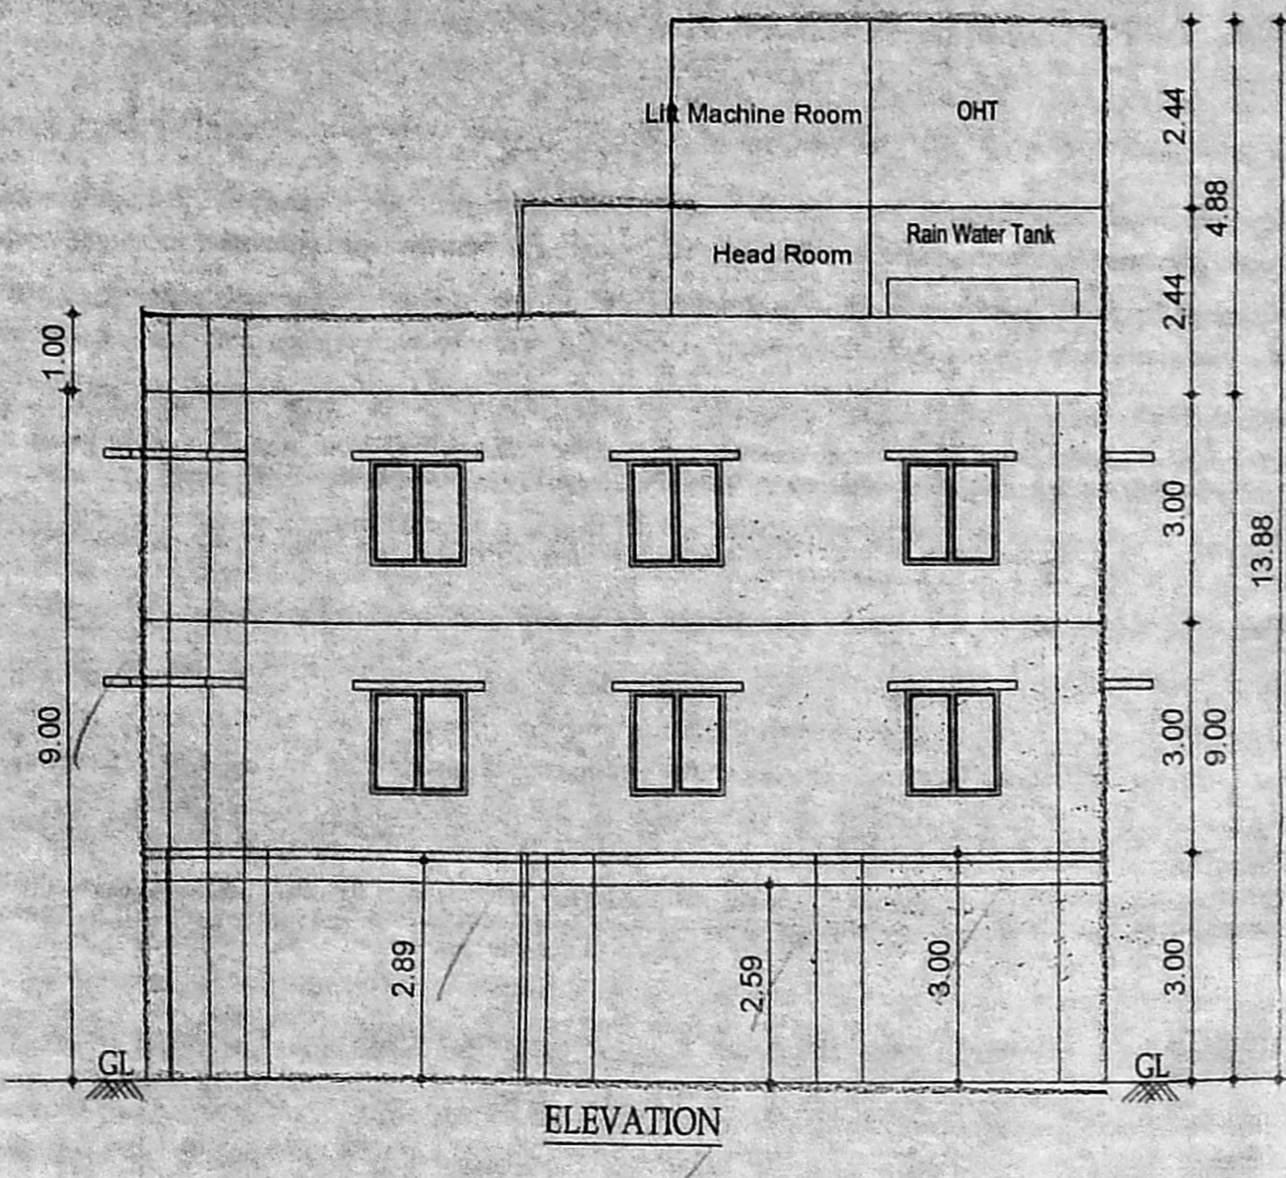 Lift Machine Room
OHT
2.44
4.88
Head Room
Rain Water Tank
2.44
1.00
3.00
13.88
9.00
3.00
9.00
2.89
2.59
3.00
3.00
GL
GL
ELEVATION